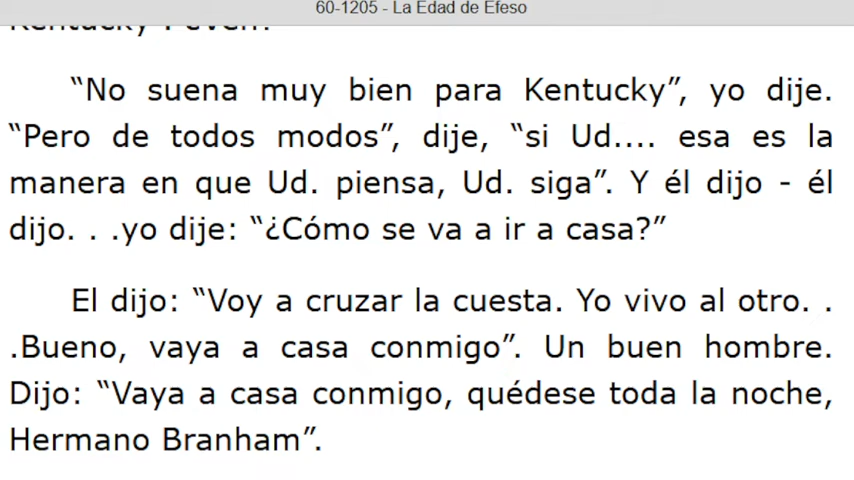 60-1205 - La Edad de Efeso
“No suena muy bien para Kentucky”, yo dije.
“Pero de todos modos”, dije, “si Ud.... esa es la
manera en que Ud. piensa, Ud. siga”. Y él dijo - él
dijo. . .yo dije: “¿Cómo se va a ir a casa?”
El dijo: “Voy a cruzar la cuesta. Yo vivo al otro. .
.Bueno, vaya a casa conmigo”. Un buen hombre.
Dijo: “Vaya a casa conmigo, quédese toda la noche,
Hermano Branham”.